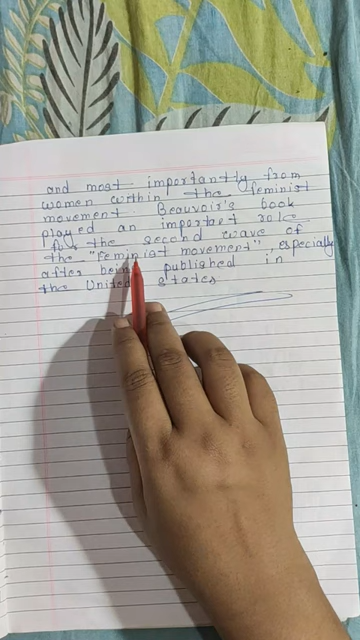 and most importantly from
women within the feminist
movement. Beauvoir's book
played an important role
for the second wave of
the "Feminist movement", especially
after being published in
the United states